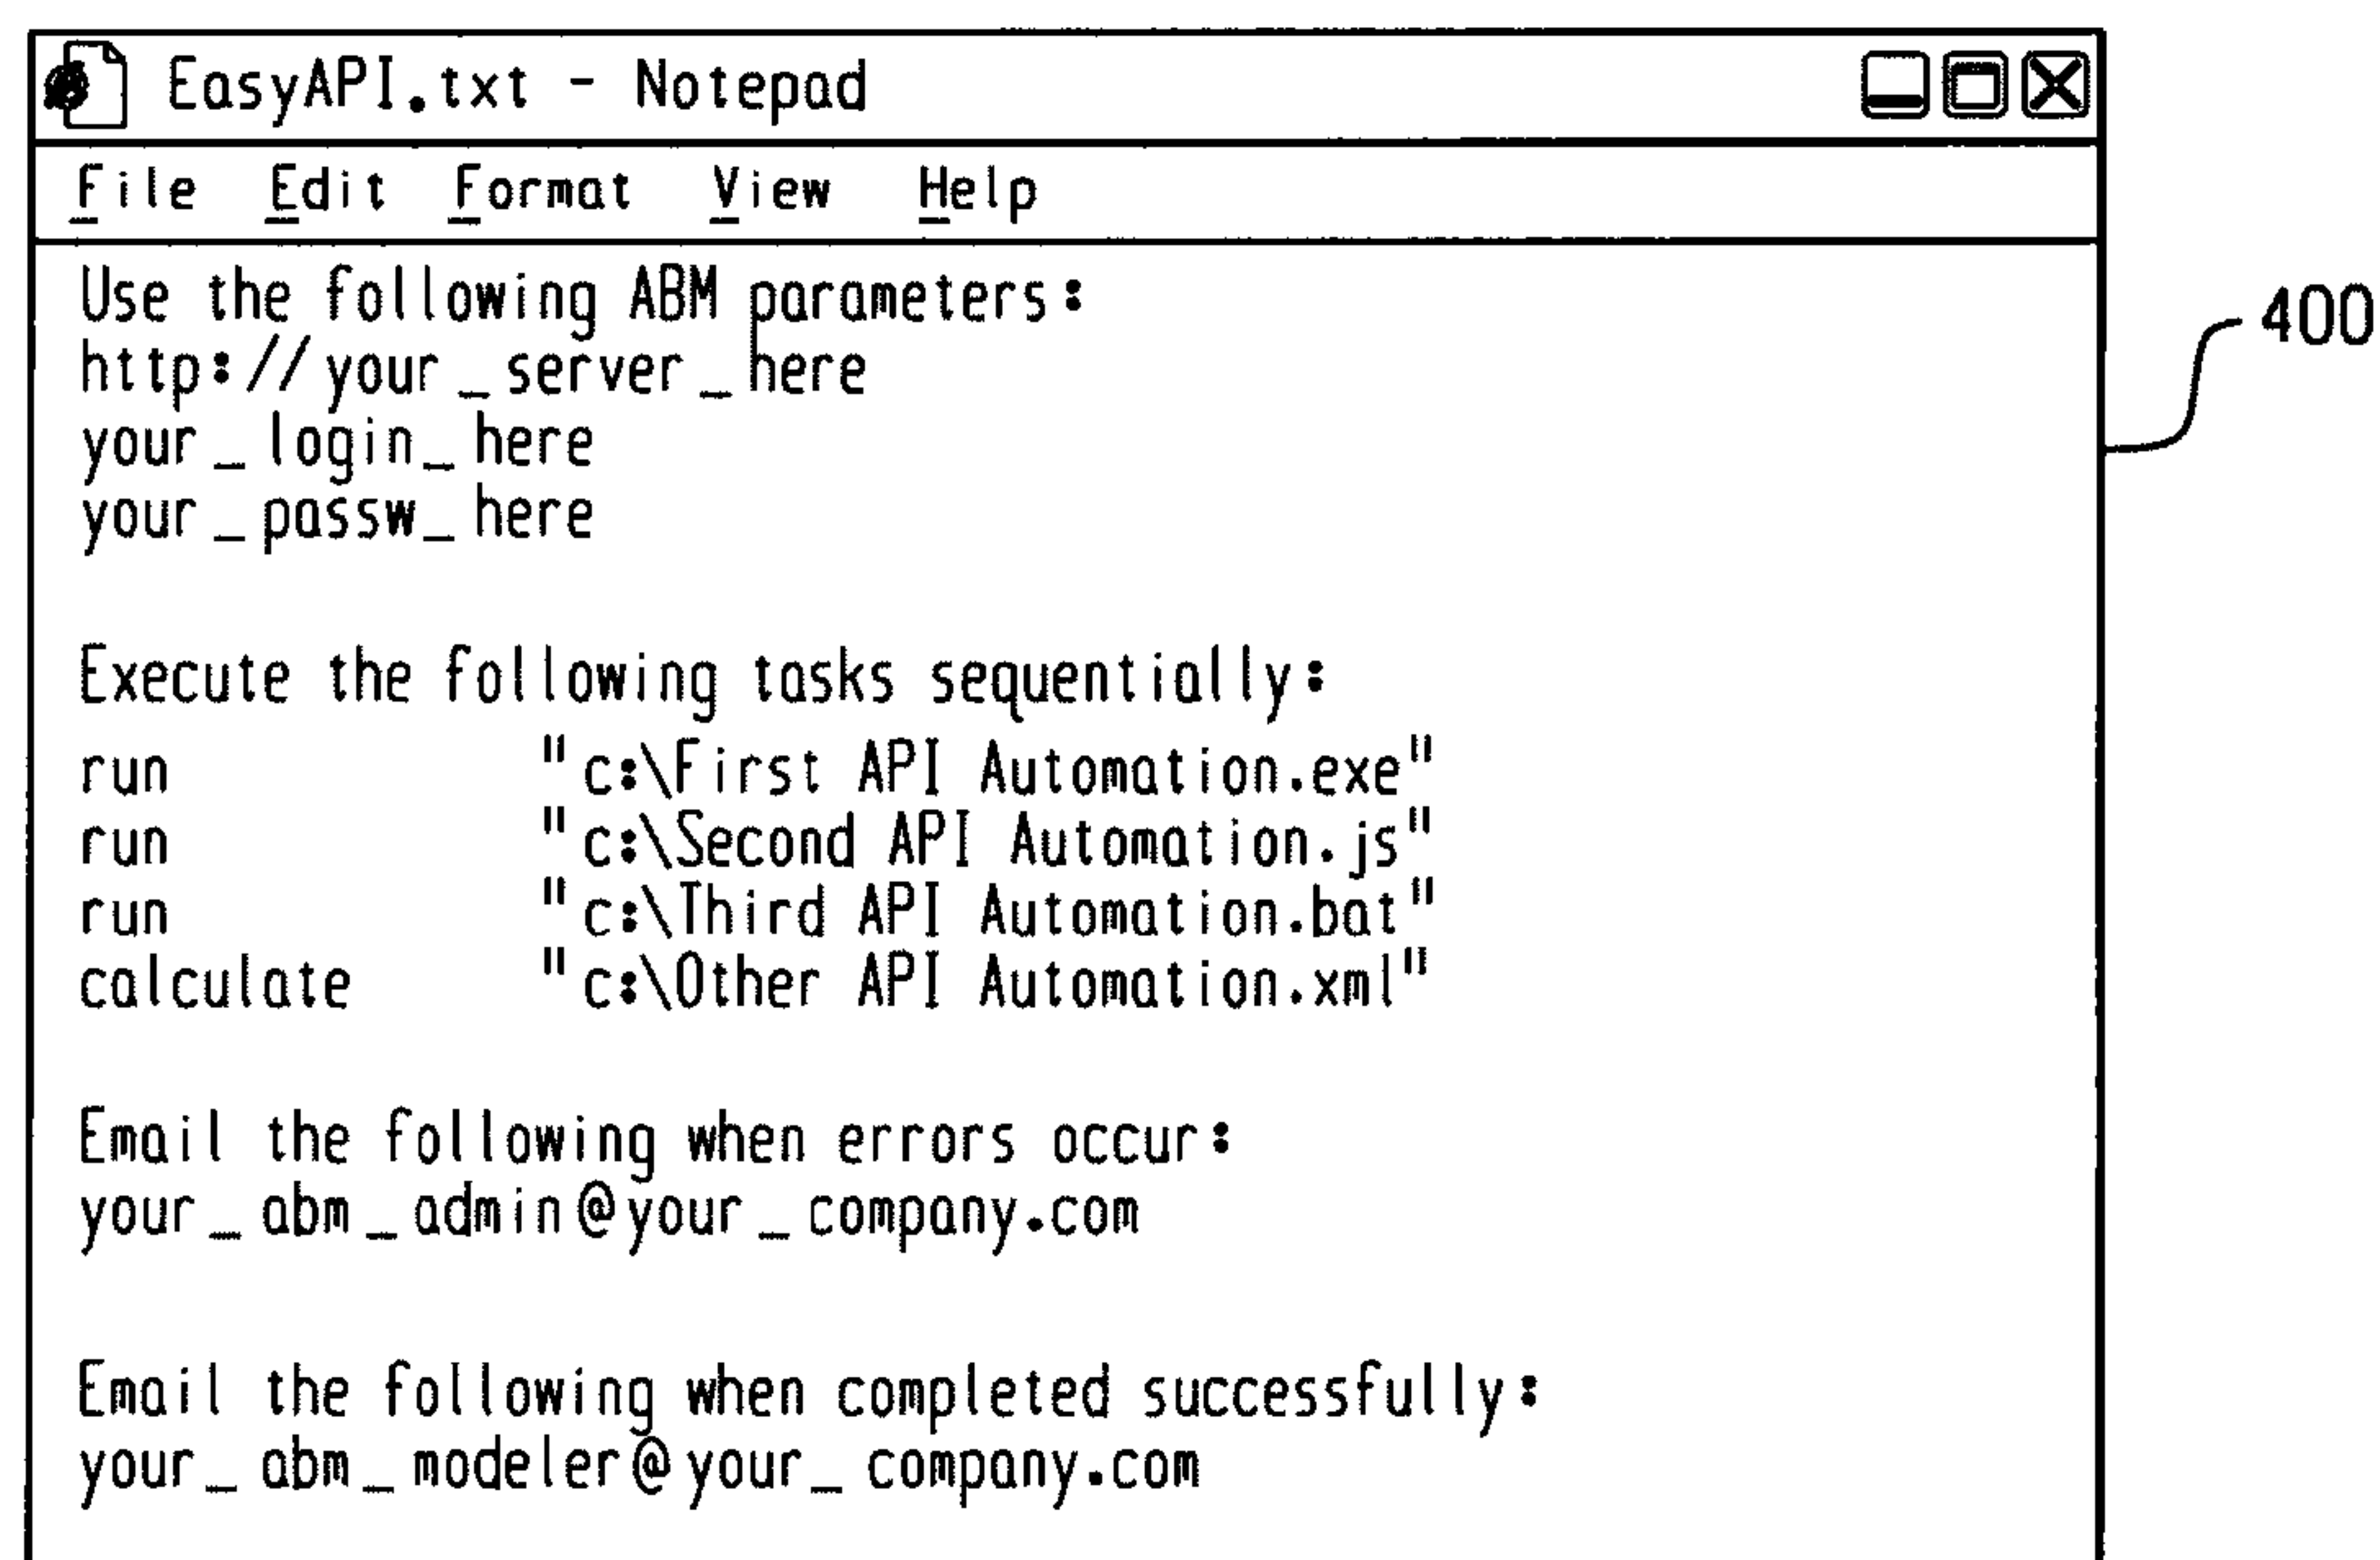 EasyAPI.txt - Notepad
File Edit Format View Help
Use the following ABM parameters:
http://your_server_here
your_login_here
your_passw_here
400
Execute the following tasks sequentially:
run "c:\First API Automation.exe"
run "c:\Second API Automation.js"
run "c:\Third API Automation.bat"
calculate "c:\Other API Automation.xml"
Email the following when errors occur:
your_abm_admin@your_company.com
Email the following when completed successfully:
your_abm_modeler@your_company.com